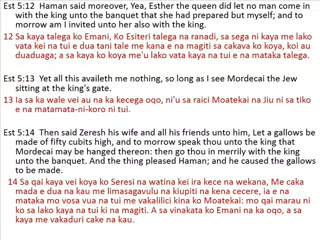 Est 5:12  Haman said moreover, Yea, Esther the queen did let no man come in
with the king unto the banquet that she had prepared but myself; and to
morrow am I invited unto her also with the king.
12 Sa kaya talega ko Emani, Ko Esiteri talega na ranadi, sa sega ni kaya me lako
vata kei na tui e dua tani tale me kana e na magiti sa cakava ko koya, koi au
duaduaga; a sa kaya ko koya me'u lako vata kaya na tui e na mataka talega.
Est 5:13  Yet all this availeth me nothing, so long as I see Mordecai the Jew
sitting at the king's gate.
13 Ia sa ka wale vei au na ka kecega oqo, ni'u sa raici Moatekai na Jiu ni sa tiko
e na matamata-ni-koro ni tui.
Est 5:14  Then said Zeresh his wife and all his friends unto him, Let a gallows be
made of fifty cubits high, and to morrow speak thou unto the king that
Mordecai may be hanged thereon: then go thou in merrily with the king
unto the banquet. And the thing pleased Haman; and he caused the gallows
to be made.
14 Sa qai kaya vei koya ko Seresi na watina kei ira kece na wekana, Me caka
mada e dua na kau me limasagavulu na kiupiti na kena cecere, ia e na
mataka mo vosa vua na tui me vakalilici kina ko Moatekai: mo qai marau ni
ko sa lako kaya na tui ki na magiti. A sa vinakata ko Emani na ka oqo, a sa
kaya me vakaduri cake na kau.